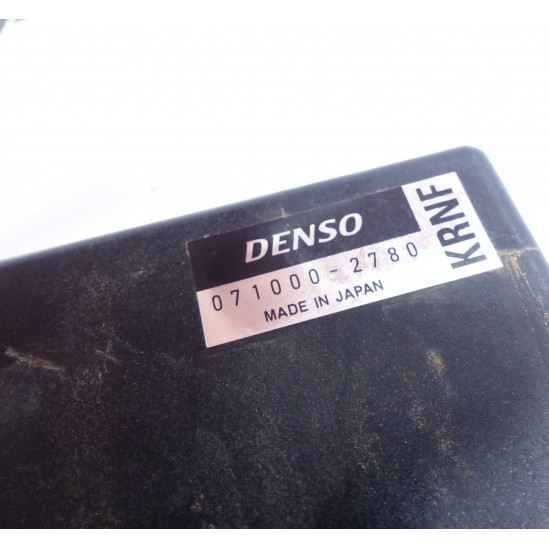 DENSO
071000-2780
MADE IN JAPAN
KRNF